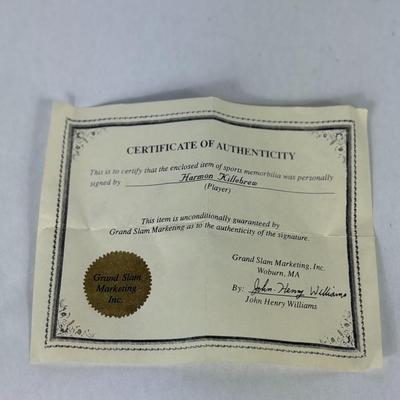 CERTIFICATE OF AUTHENTICITY
This is to certify that the enclosed item of sports memorbilia was personally
signed by Harmon Killebrew
(Player)
This item is unconditionally guaranteed by
Grand Slam Marketing as to the authenticity of the signature.
Grand Slam Marketing, Inc.
Woburn, MA
By: John Henry Williams
John Henry Williams
Grand Slam
Marketing
Inc.